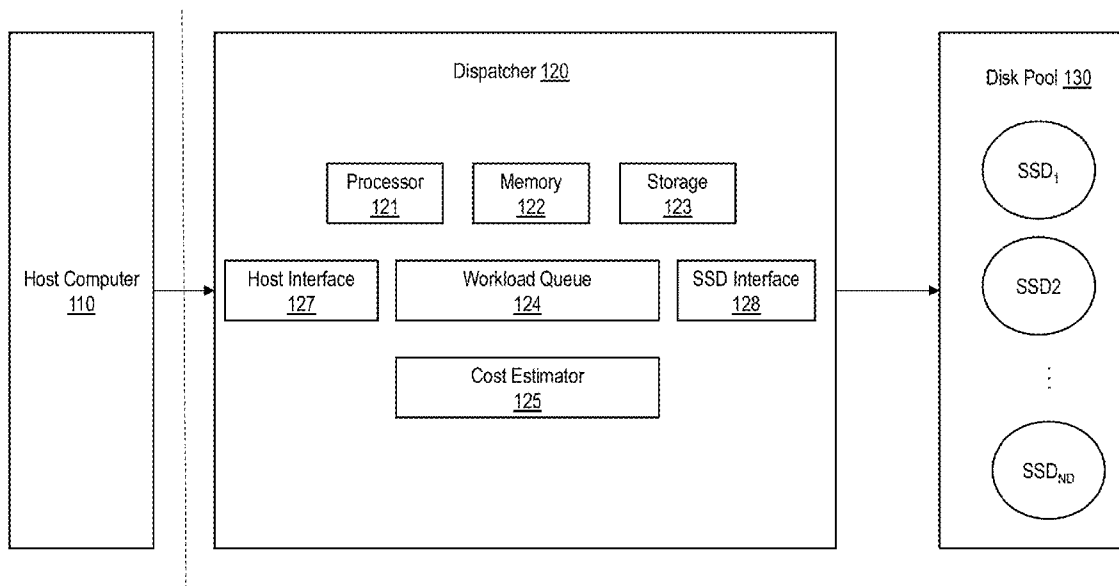 Host Computer
110
Dispatcher 120
Processor
121
Memory
122
Storage
123
Host Interface
127
Workload Queue
124
SSD Interface
128
Cost Estimator
125
Disk Pool 130
SSD1
SSD2
⋮
SSDND